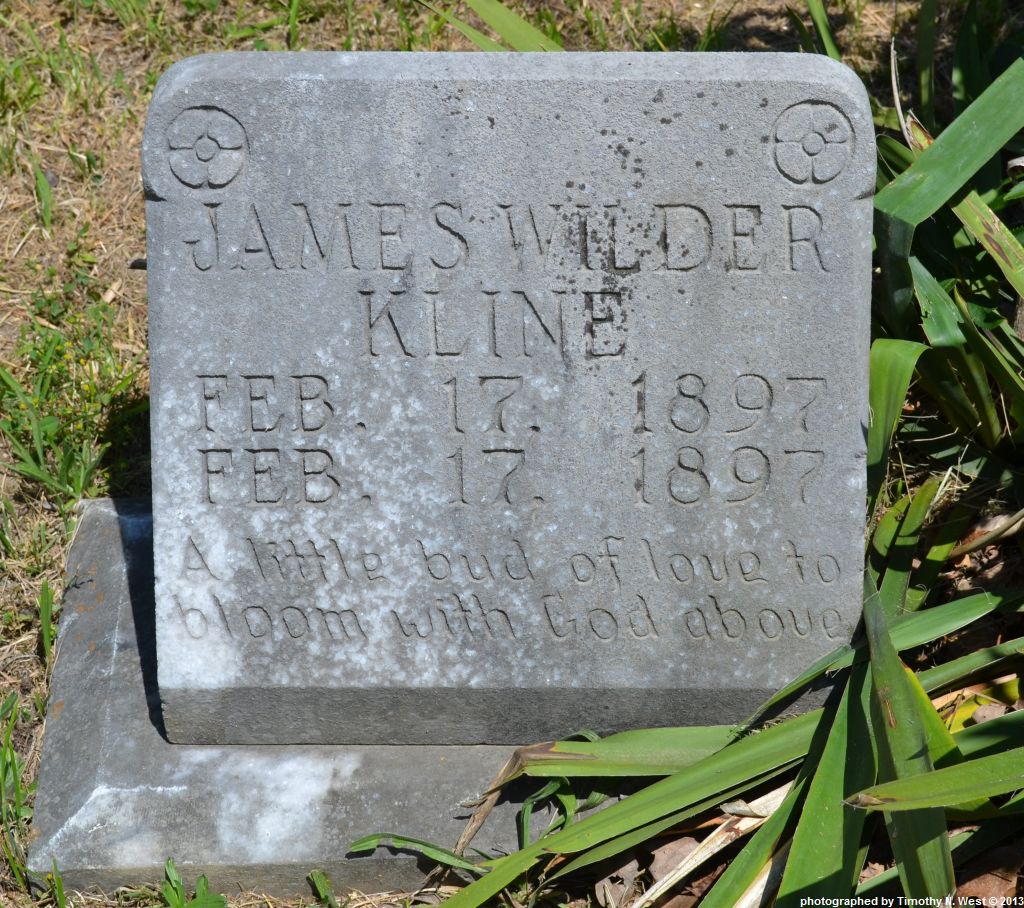 JAMES WILDER
KLINE
FEB. 17. 1897
FEB. 17, 1897
A little bud of love to
bloom with God above
photographed by Timothy N. West © 2013